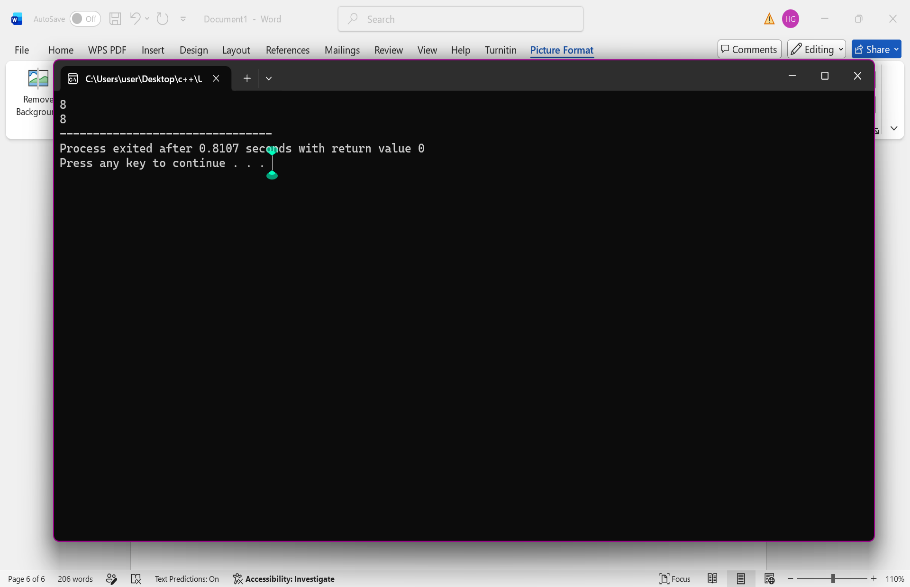 AutoSave Off Document1 - Word Search HG
File Home WPS PDF Insert Design Layout References Mailings Review View Help Turnitin Picture Format Comments Editing Share
Remove
C:\Users\user\Desktop\c++\L
8
8
--------------------------------
Process exited after 0.8107 seconds with return value 0
Press any key to continue . . .
Page 6 of 6 206 words Text Predictions: On Accessibility: Investigate Focus 110%